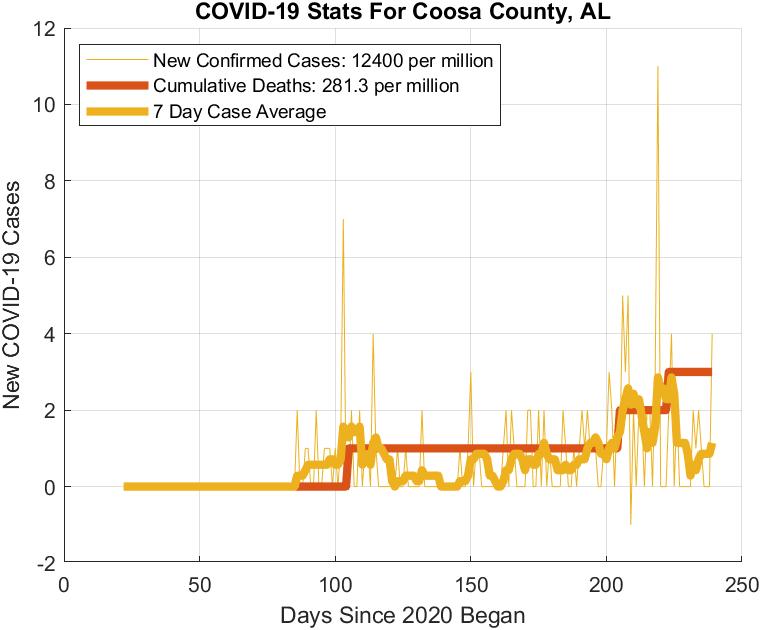 COVID-19 Stats For Coosa County, AL
New Confirmed Cases: 12400 per million
Cumulative Deaths: 281.3 per million
7 Day Case Average
12
10
8
6
4
2
0
-2
New COVID-19 Cases
0 50 100 150 200 250
Days Since 2020 Began